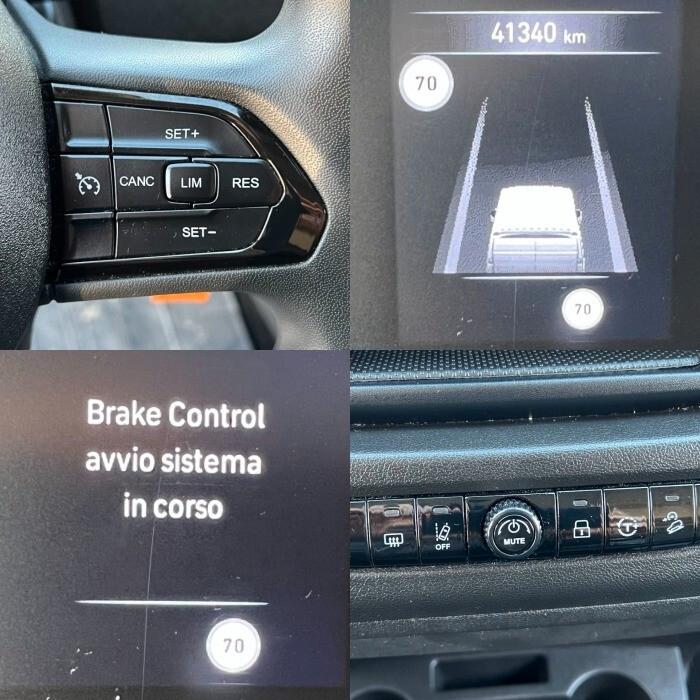 SET+
CANC LIM RES
SET−
41340 km
70
70
Brake Control
avvio sistema
in corso
70
OFF
MUTE
T